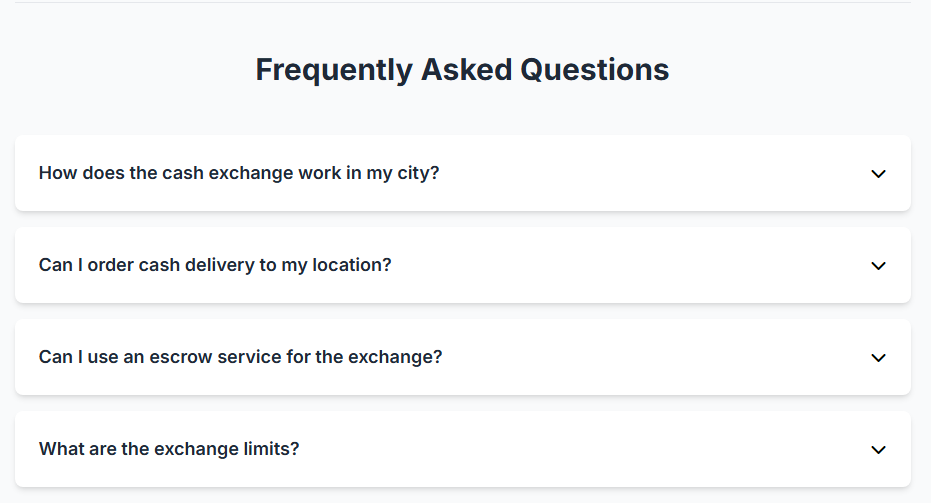 Frequently Asked Questions
How does the cash exchange work in my city?
Can I order cash delivery to my location?
Can I use an escrow service for the exchange?
What are the exchange limits?